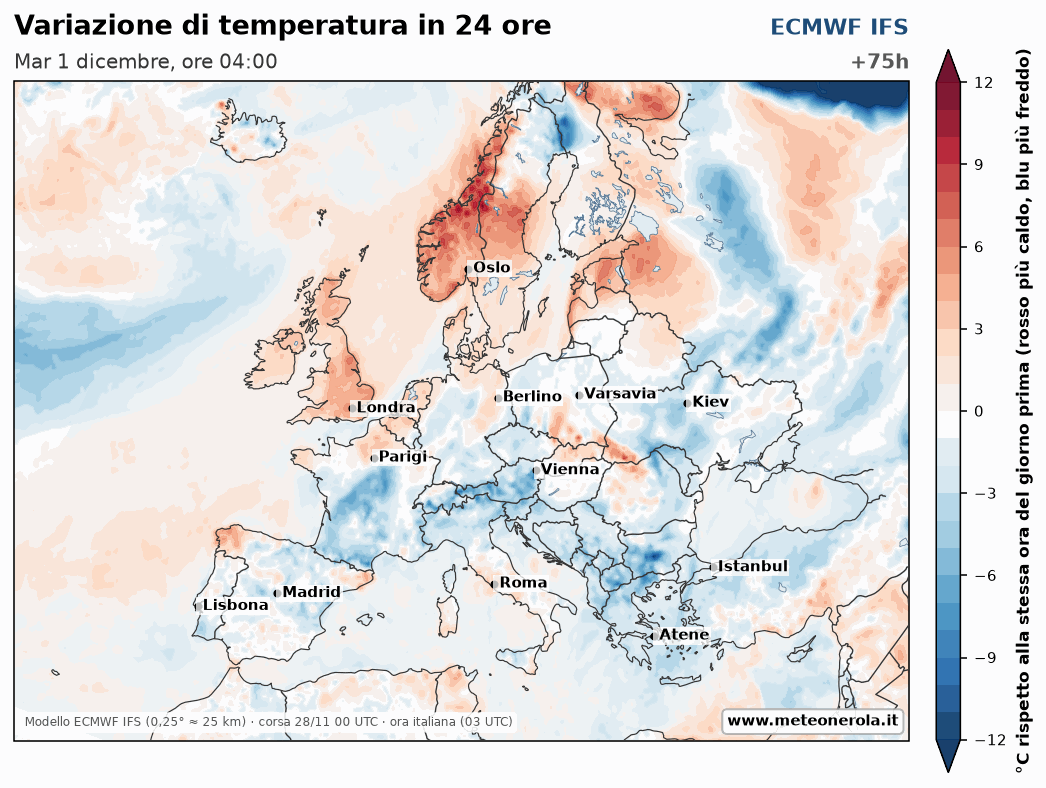 Variazione di temperatura in 24 ore
ECMWF IFS
Mar 1 dicembre, ore 04:00
+75h
Oslo
Londra
Berlino
Varsavia
Kiev
Parigi
Vienna
Madrid
Lisbona
Roma
Istanbul
Atene
Modello ECMWF IFS (0,25° ≈ 25 km) · corsa 28/11 00 UTC · ora italiana (03 UTC)
www.meteonerola.it
12
9
6
3
0
−3
−6
−9
−12
°C rispetto alla stessa ora del giorno prima (rosso più caldo, blu più freddo)